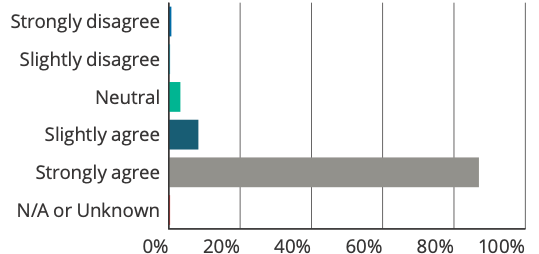 Strongly disagree
Slightly disagree
Neutral
Slightly agree
Strongly agree
N/A or Unknown
0% 20% 40% 60% 80% 100%